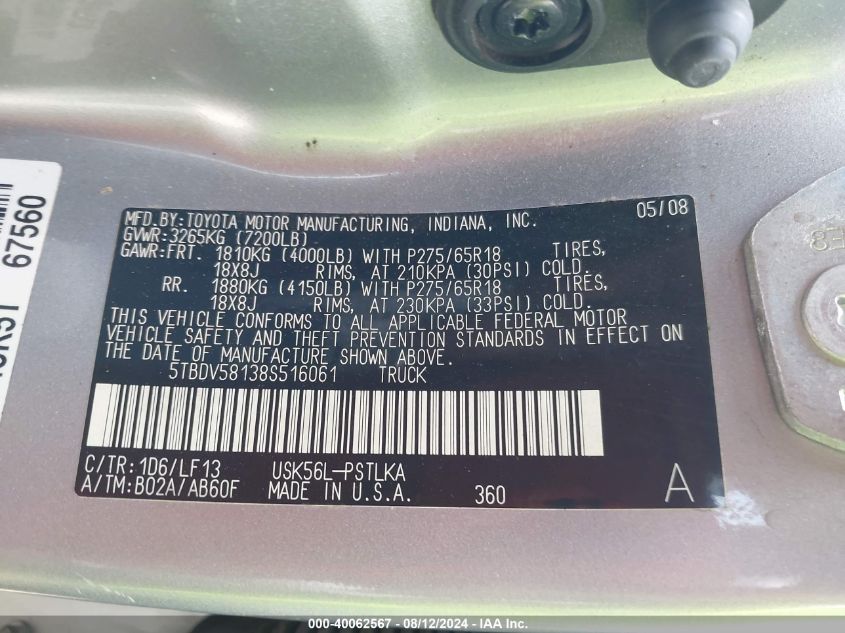 MFD.BY:TOYOTA MOTOR MANUFACTURING, INDIANA, INC. 05/08
GVWR:3265KG (7200LB)
GAWR:FRT. 1810KG (4000LB) WITH P275/65R18 TIRES,
18X8J RIMS, AT 210KPA (30PSI) COLD.
RR. 1880KG (4150LB) WITH P275/65R18 TIRES,
18X8J RIMS, AT 230KPA (33PSI) COLD.
THIS VEHICLE CONFORMS TO ALL APPLICABLE FEDERAL MOTOR
VEHICLE SAFETY AND THEFT PREVENTION STANDARDS IN EFFECT ON
THE DATE OF MANUFACTURE SHOWN ABOVE.
5TBDV58138S516061 TRUCK
C/TR:1D6/LF13 USK56L-PSTLKA
A/TM:B02A/AB60F MADE IN U.S.A. 360 A
67560
000-40062567 - 08/12/2024 - IAA Inc.